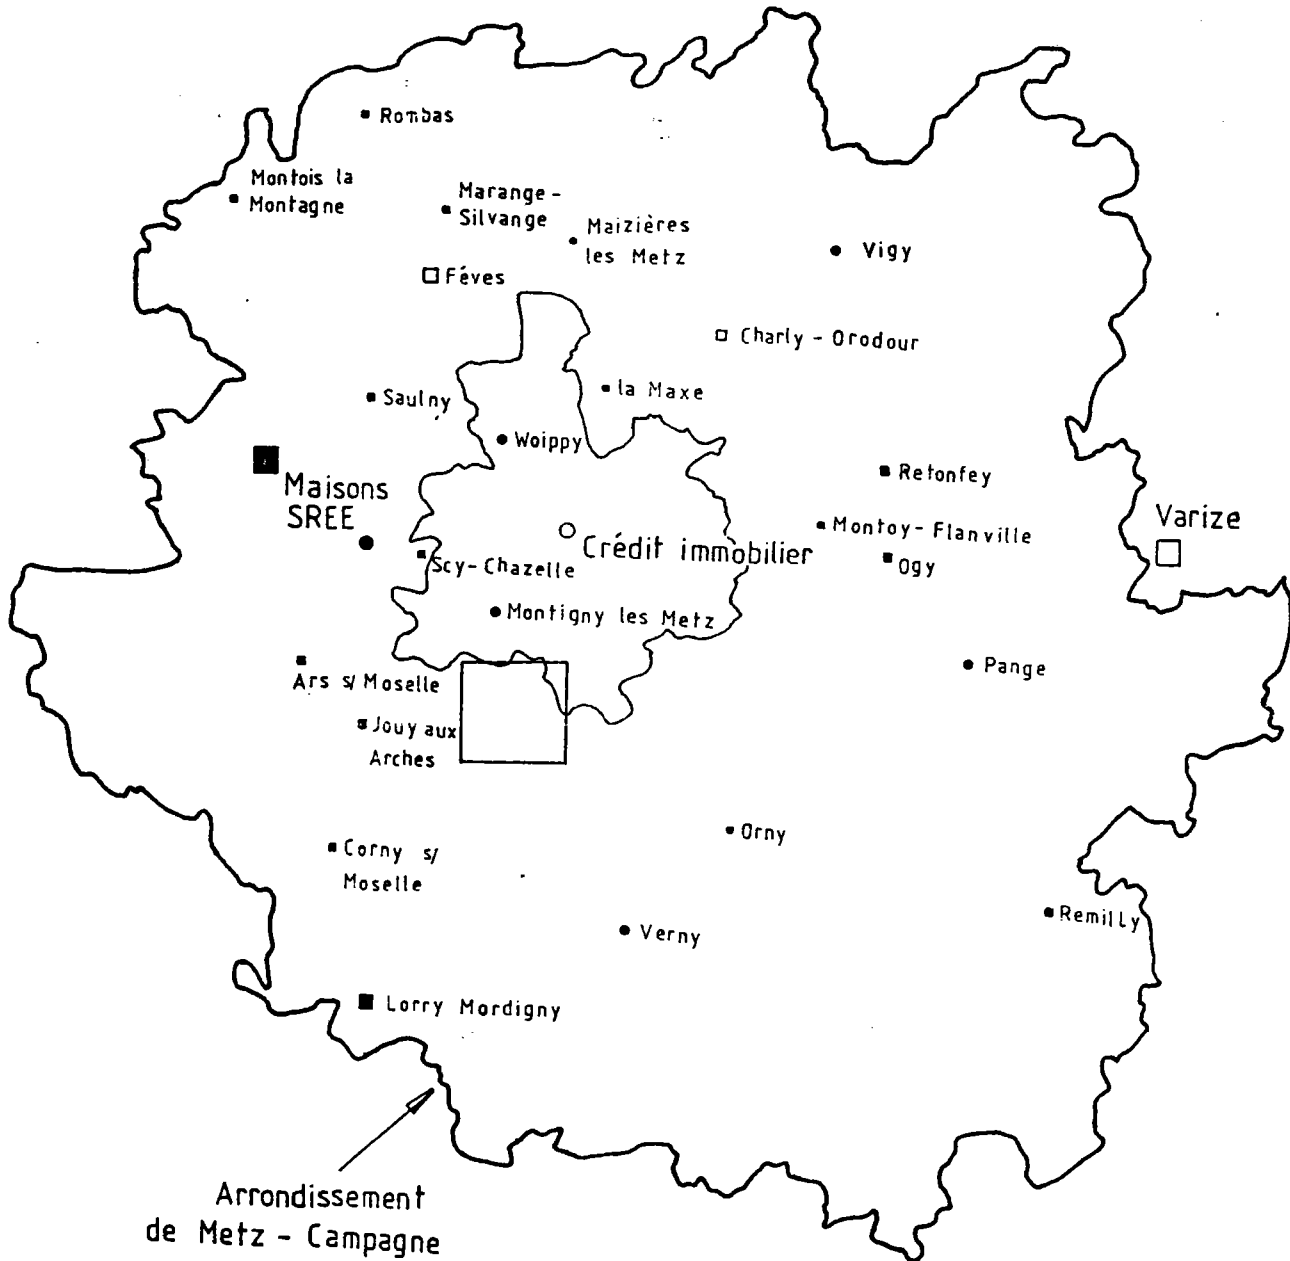 Rombas
Montois la
Montagne
Marange-
Silvange
Maizières
les Metz
Vigy
Féves
Charly - Orodour
Saulny
la Maxe
Woippy
Retonfey
Maisons
SREE
Varize
Montoy-Flanville
Crédit immobilier
Scy-Chazelle
Ogy
Montigny les Metz
Pange
Ars s/Moselle
Jouy aux
Arches
Orny
Corny s/
Moselle
Remilly
Verny
Lorry Mordigny
Arrondissement
de Metz - Campagne